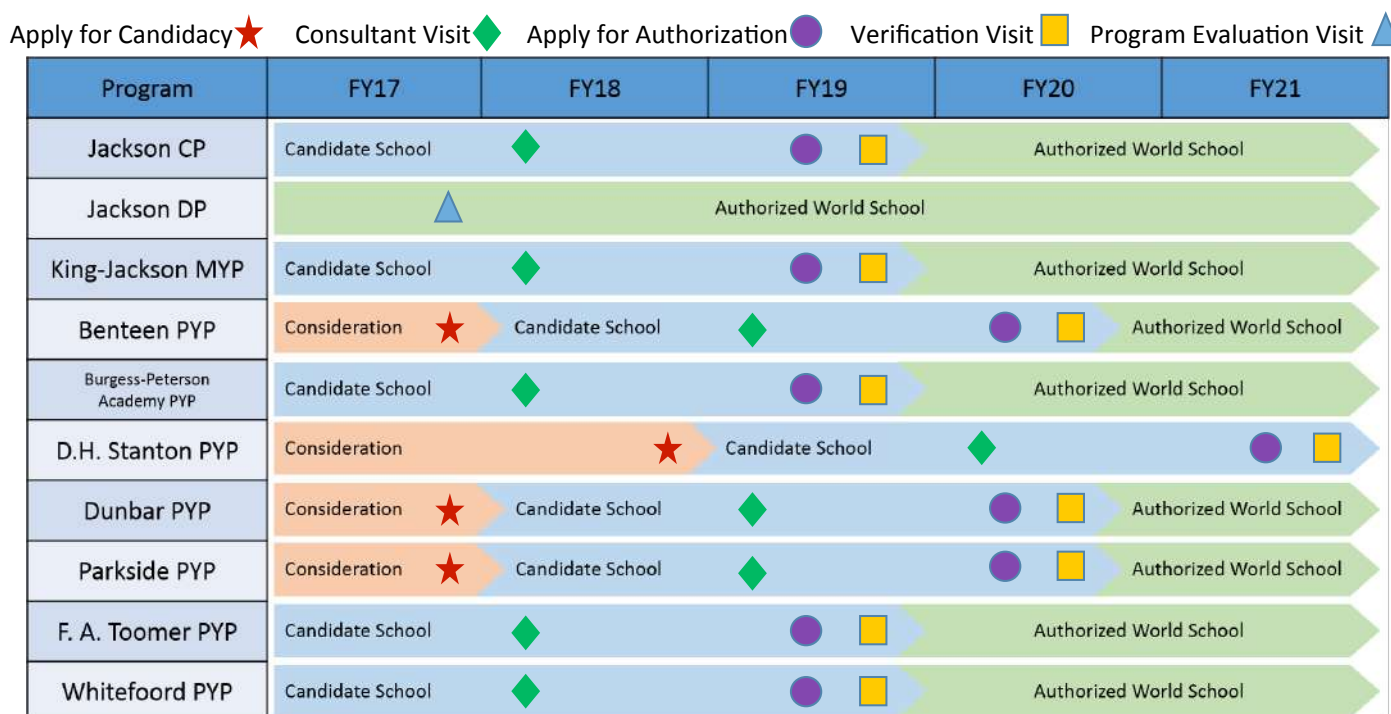 Apply for Candidacy Consultant Visit Apply for Authorization Verification Visit Program Evaluation Visit
Program FY17 FY18 FY19 FY20 FY21
Jackson CP Candidate School Authorized World School
Jackson DP Authorized World School
King-Jackson MYP Candidate School Authorized World School
Benteen PYP Consideration Candidate School Authorized World School
Burgess-Peterson
Academy PYP Candidate School Authorized World School
D.H. Stanton PYP Consideration Candidate School
Dunbar PYP Consideration Candidate School Authorized World School
Parkside PYP Consideration Candidate School Authorized World School
F. A. Toomer PYP Candidate School Authorized World School
Whitefoord PYP Candidate School Authorized World School